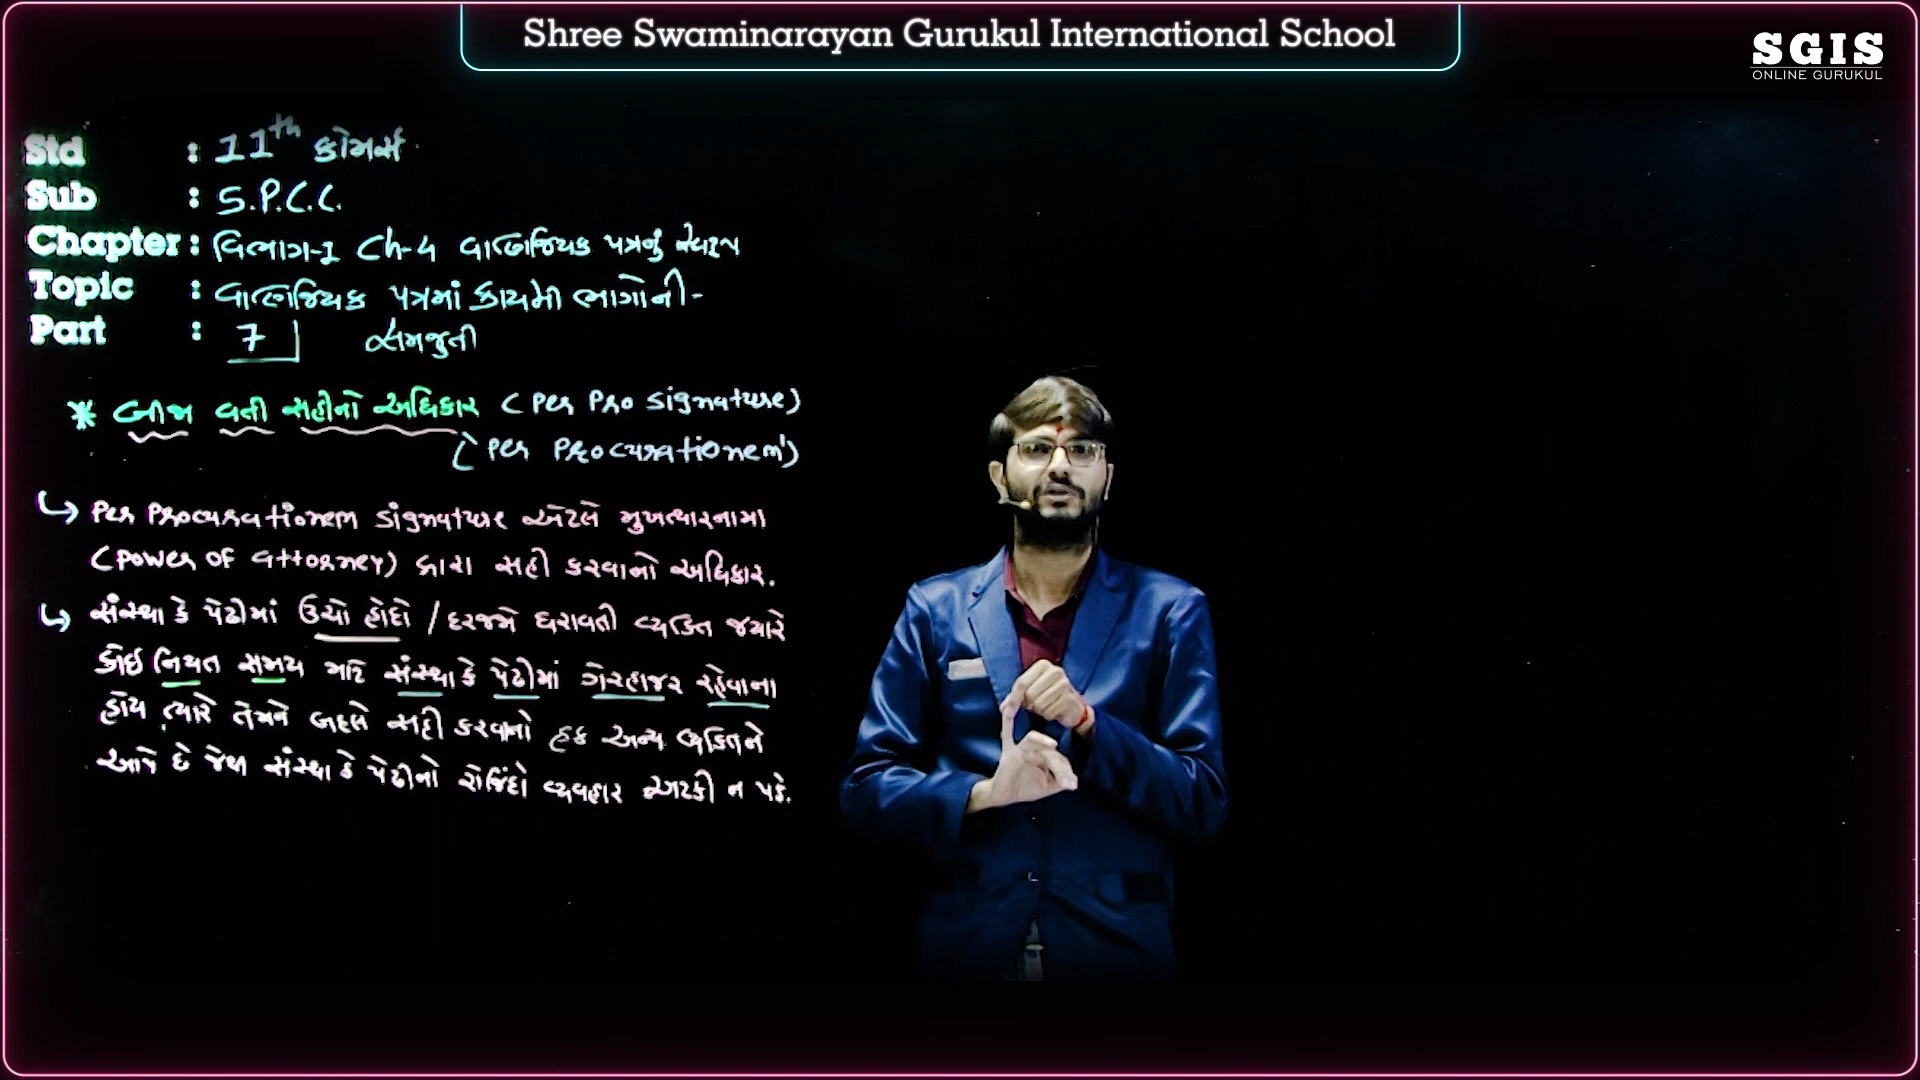 Shree Swaminarayan Gurukul International School
SGIS
ONLINE GURUKUL
Std : 11th કોમર્સ
Sub : S.P.C.C.
Chapter : વિભાગ-1 Ch-4 વાણિજ્યિક પત્રનું સ્વરૂપ
Topic : વાણિજ્યિક પત્રમાં કાયમી ભાગોની-
Part : 7 સમજુતી
* બીજા વતી સહીનો અધિકાર (Per Pro Signature)
(Per Procurationem)
↳ Per Procurationem Signature એટલે મુખત્યારનામા
(Power of attorney) દ્વારા સહી કરવાનો અધિકાર.
↳ સંસ્થા કે પેઢીમાં ઉંચો હોદો / દરજ્જો ધરાવતી વ્યક્તિ જ્યારે
કોઇ નિયત સમય માટે સંસ્થા કે પેઢીમાં ગેરહાજર રહેવાના
હોય ત્યારે તેમને બદલે સહી કરવાનો હક અન્ય વ્યક્તિને
આપે છે જેથી સંસ્થા કે પેઢીનો રોજિંદો વ્યવહાર અટકી ન પડે.